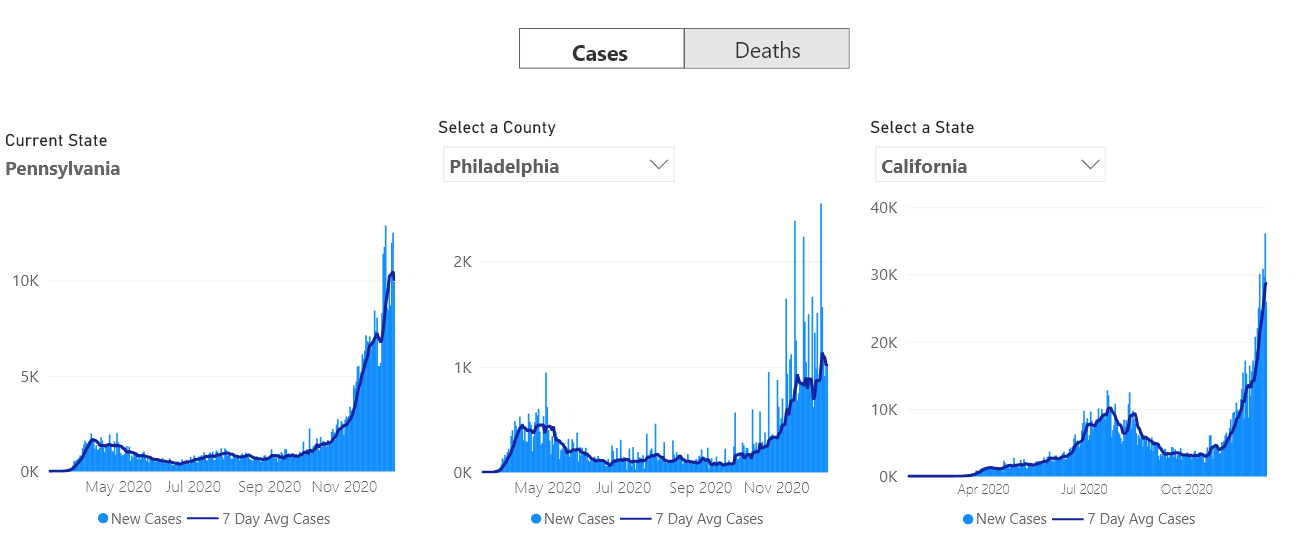 Cases Deaths
Current State
Pennsylvania
10K
5K
0K
May 2020 Jul 2020 Sep 2020 Nov 2020
New Cases 7 Day Avg Cases
Select a County
Philadelphia
2K
1K
0K
May 2020 Jul 2020 Sep 2020 Nov 2020
New Cases 7 Day Avg Cases
Select a State
California
40K
30K
20K
10K
0K
Apr 2020 Jul 2020 Oct 2020
New Cases 7 Day Avg Cases